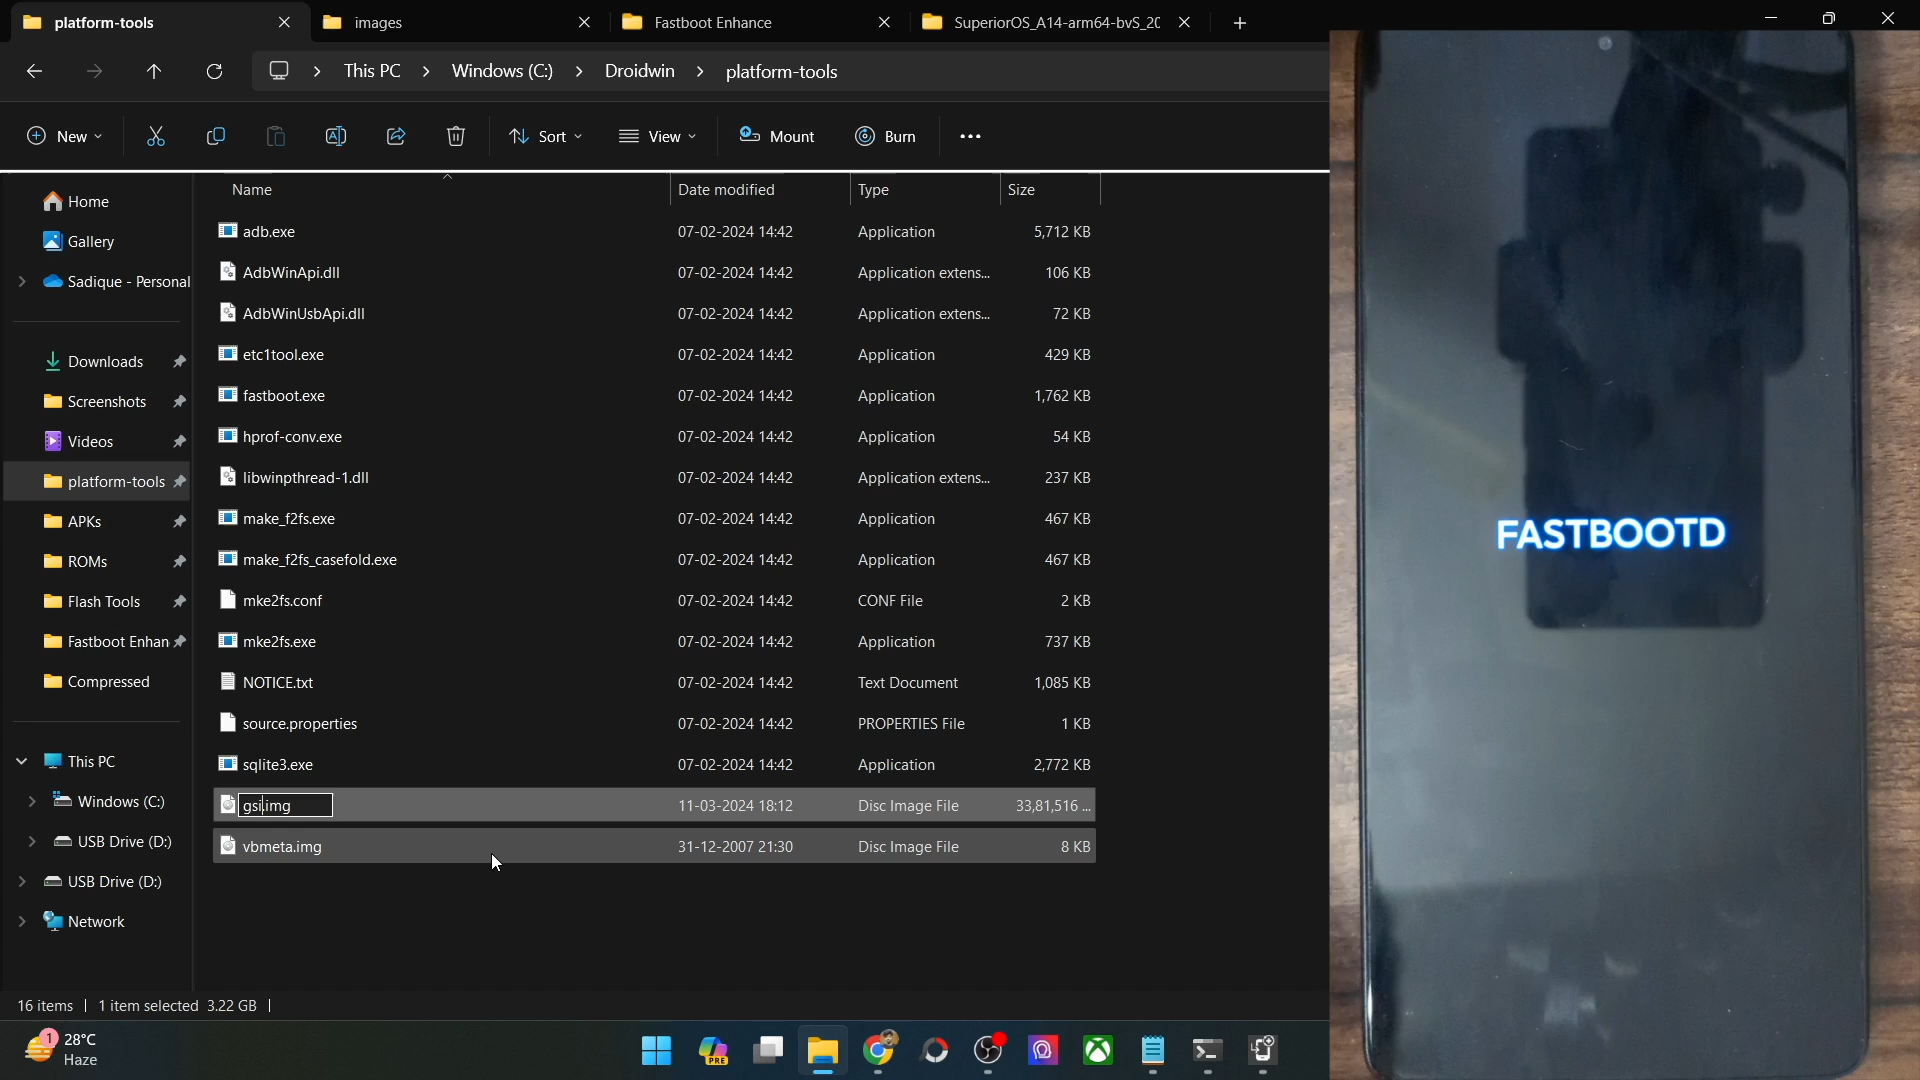 platform-tools
images
Fastboot Enhance
SuperiorOS_A14-arm64-bvS_20
This PC
Windows (C:)
Droidwin
platform-tools
New
Sort
View
Mount
Burn
Name
Date modified
Type
Size
Home
Gallery
Sadique - Personal
Downloads
Screenshots
Videos
platform-tools
APKs
ROMs
Flash Tools
Fastboot Enhan
Compressed
This PC
Windows (C:)
USB Drive (D:)
USB Drive (D:)
Network
adb.exe 07-02-2024 14:42 Application 5,712 KB
AdbWinApi.dll 07-02-2024 14:42 Application extens... 106 KB
AdbWinUsbApi.dll 07-02-2024 14:42 Application extens... 72 KB
etc1tool.exe 07-02-2024 14:42 Application 429 KB
fastboot.exe 07-02-2024 14:42 Application 1,762 KB
hprof-conv.exe 07-02-2024 14:42 Application 54 KB
libwinpthread-1.dll 07-02-2024 14:42 Application extens... 237 KB
make_f2fs.exe 07-02-2024 14:42 Application 467 KB
make_f2fs_casefold.exe 07-02-2024 14:42 Application 467 KB
mke2fs.conf 07-02-2024 14:42 CONF File 2 KB
mke2fs.exe 07-02-2024 14:42 Application 737 KB
NOTICE.txt 07-02-2024 14:42 Text Document 1,085 KB
source.properties 07-02-2024 14:42 PROPERTIES File 1 KB
sqlite3.exe 07-02-2024 14:42 Application 2,772 KB
gsi.img 11-03-2024 18:12 Disc Image File 33,81,516 ...
vbmeta.img 31-12-2007 21:30 Disc Image File 8 KB
FASTBOOTD
16 items
1 item selected 3.22 GB
1
28°C
Haze
PRE